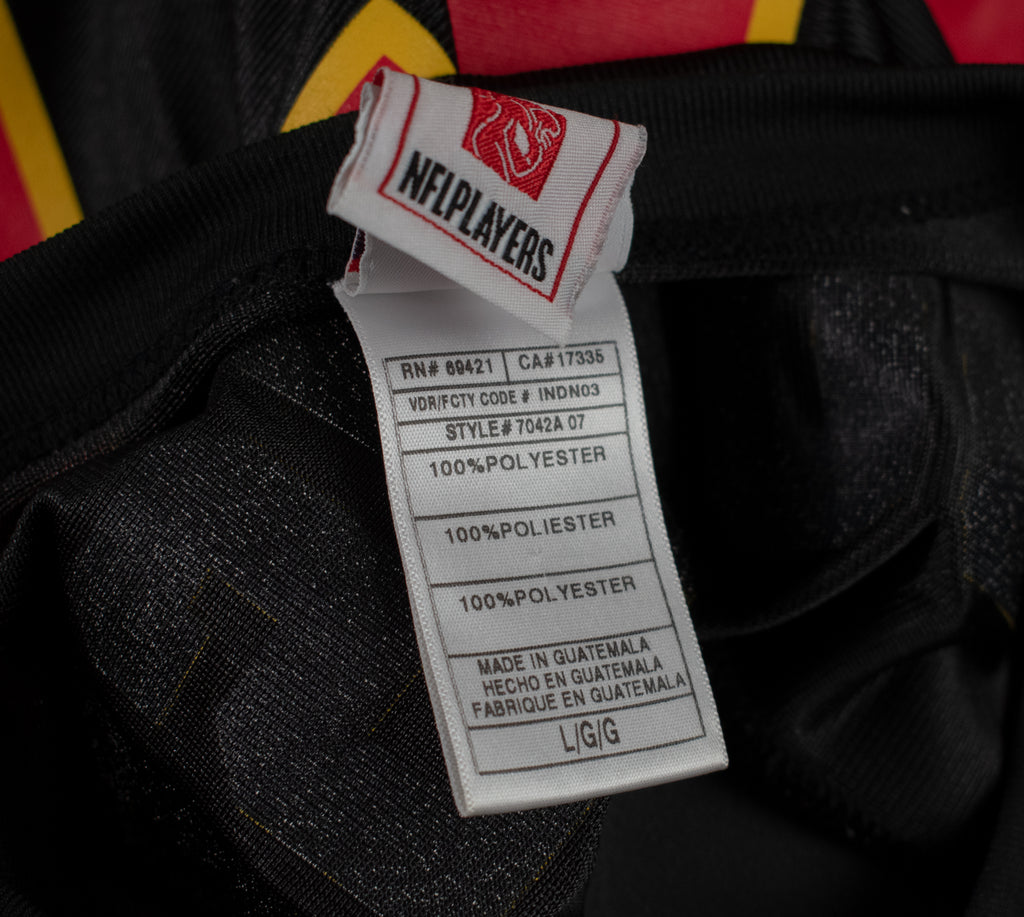 NFLPLAYERS
RN# 69421 CA#17335
VDR/FCTY CODE # INDN03
STYLE# 7042A 07
100%POLYESTER
100%POLIESTER
100%POLYESTER
MADE IN GUATEMALA
HECHO EN GUATEMALA
FABRIQUE EN GUATEMALA
L/G/G